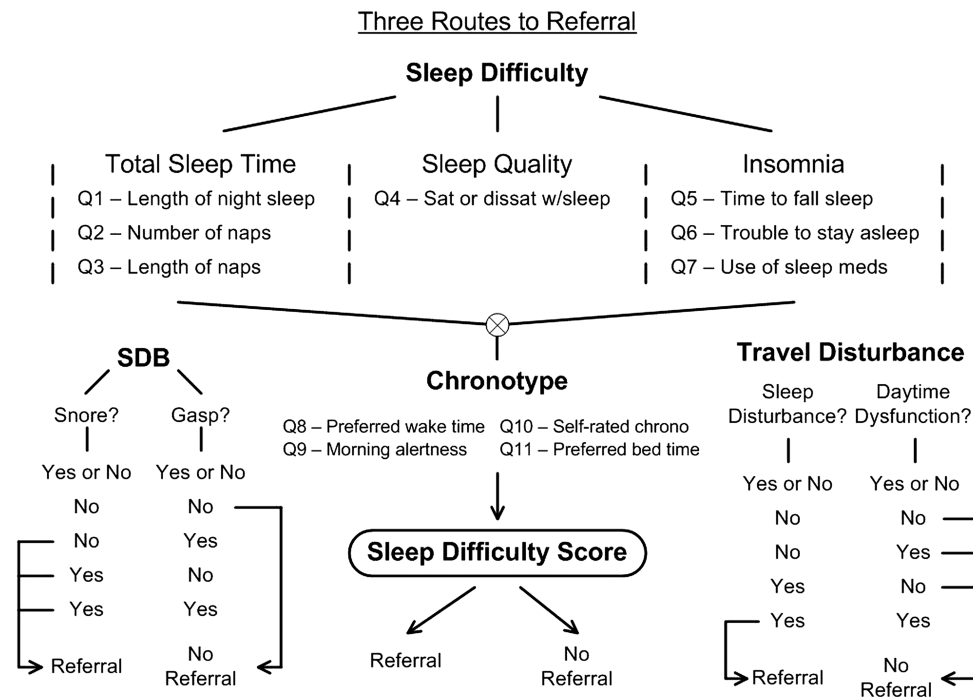 Three Routes to Referral
Sleep Difficulty
Total Sleep Time
Q1 – Length of night sleep
Q2 – Number of naps
Q3 – Length of naps
Sleep Quality
Q4 – Sat or dissat w/sleep
Insomnia
Q5 – Time to fall sleep
Q6 – Trouble to stay asleep
Q7 – Use of sleep meds
SDB
Snore? Gasp?
Yes or No Yes or No
No No
No Yes
Yes No
Yes Yes
Referral No
Referral
Chronotype
Q8 – Preferred wake time Q10 – Self-rated chrono
Q9 – Morning alertness Q11 – Preferred bed time
Sleep Difficulty Score
Referral No
Referral
Travel Disturbance
Sleep Daytime
Disturbance? Dysfunction?
Yes or No Yes or No
No No
No Yes
Yes No
Yes Yes
Referral No
Referral